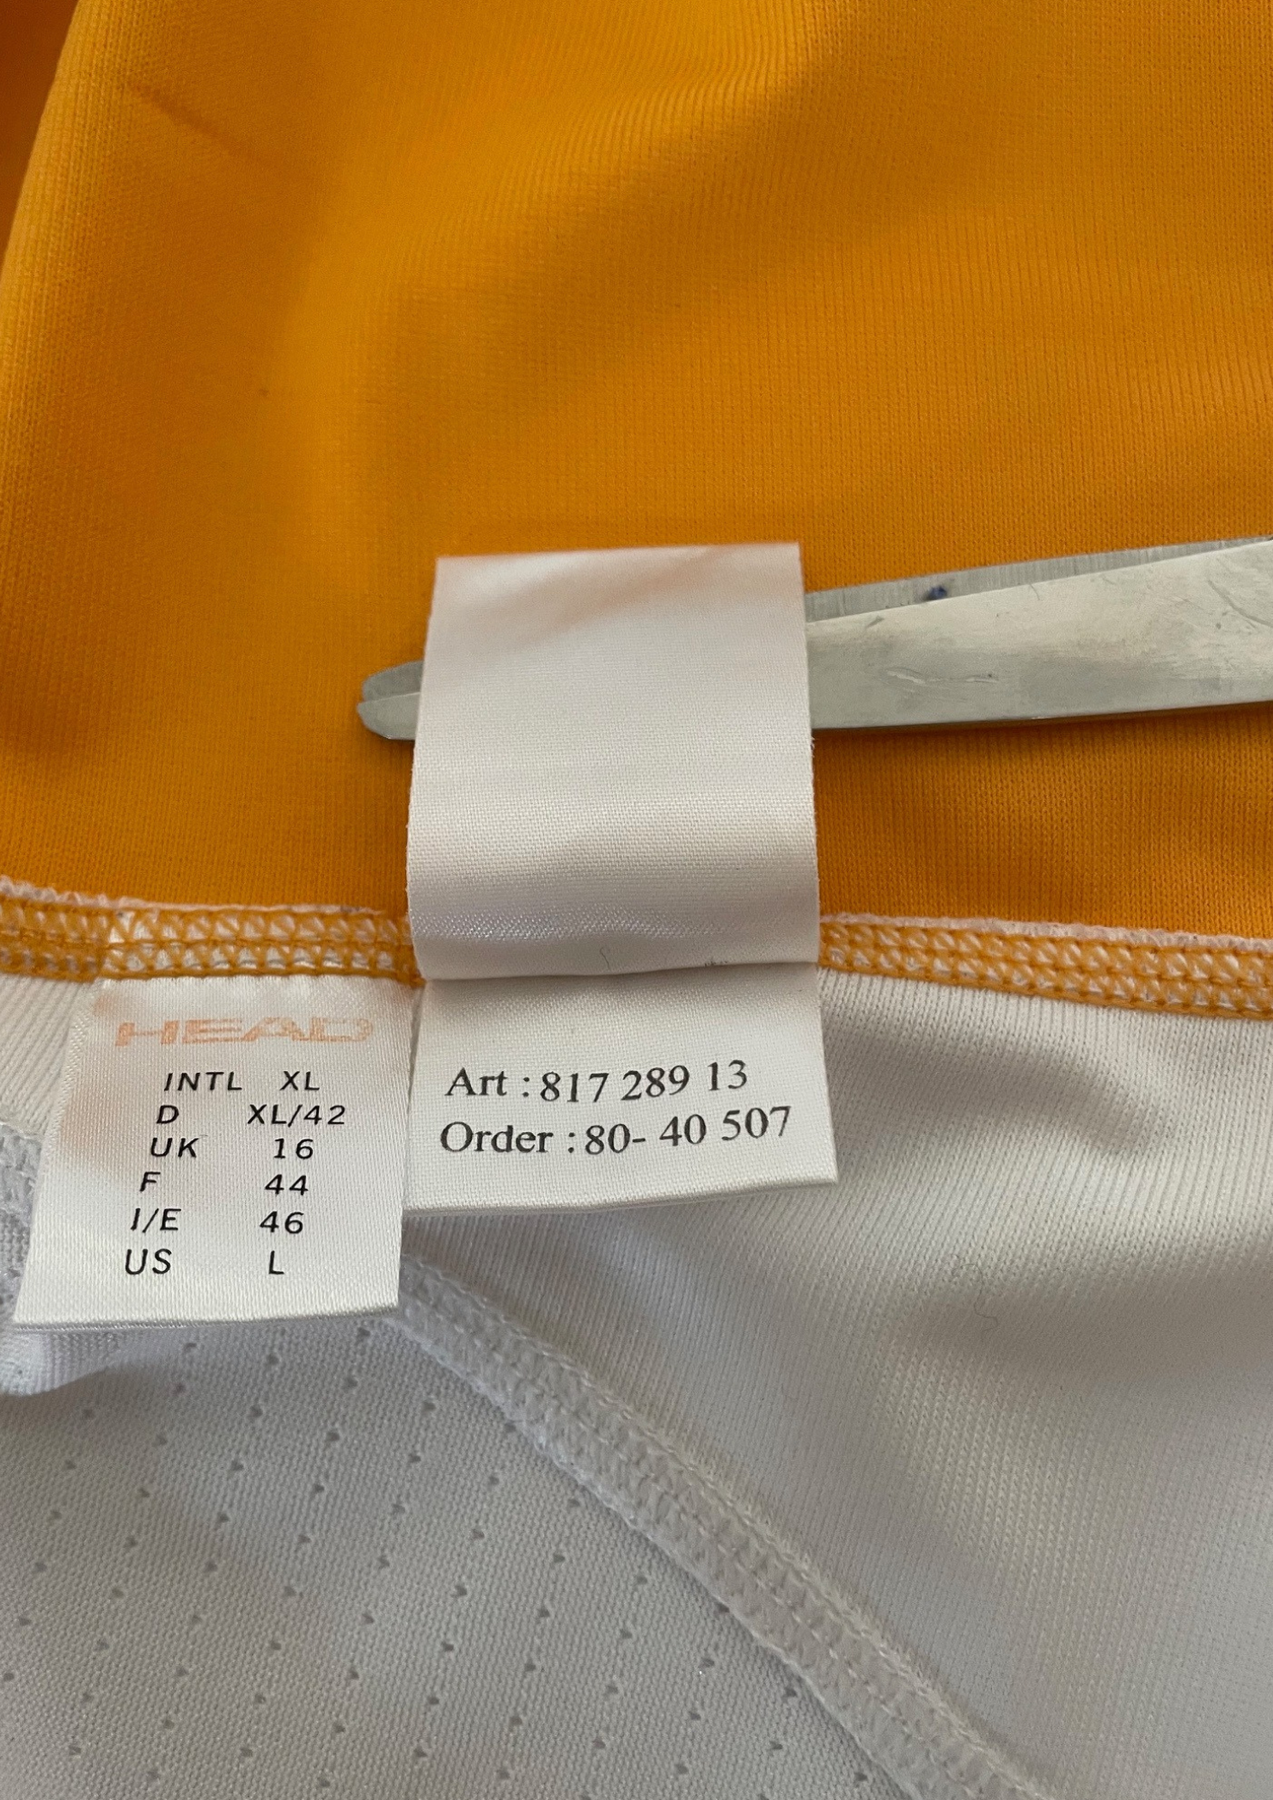 HEAD
INTL XL
D XL/42
UK 16
F 44
I/E 46
US L
Art : 817 289 13
Order : 80- 40 507